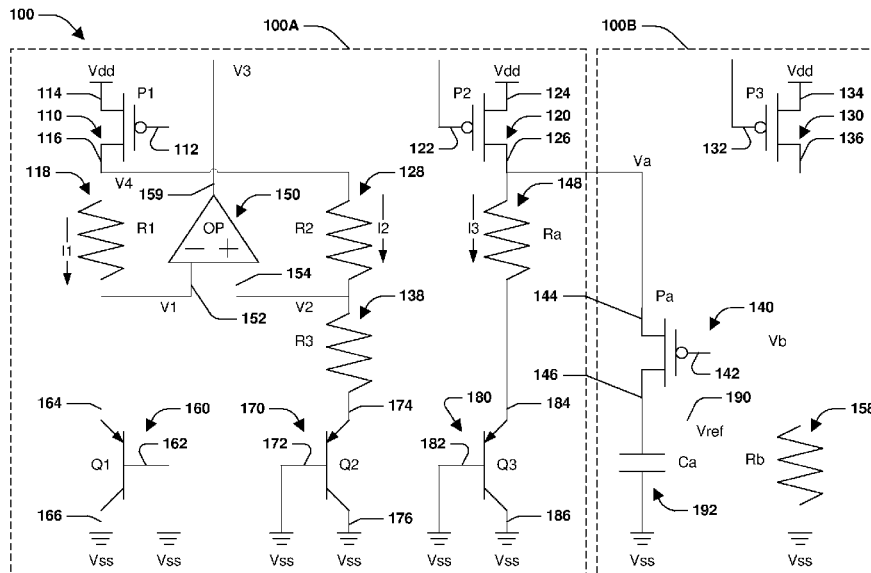 100
100A
100B
Vdd
V3
Vdd
Vdd
114
P1
P2
124
P3
134
110
120
130
116
112
122
126
132
136
118
V4
128
148
Va
159
150
R1
OP
R2
I2
I3
Ra
I1
154
V1
152
V2
138
144
Pa
140
R3
Vb
146
142
164
160
170
174
180
184
190
158
162
172
182
Vref
Q1
Q2
Q3
Ca
Rb
166
176
186
192
Vss
Vss
Vss
Vss
Vss
Vss
Vss
Vss